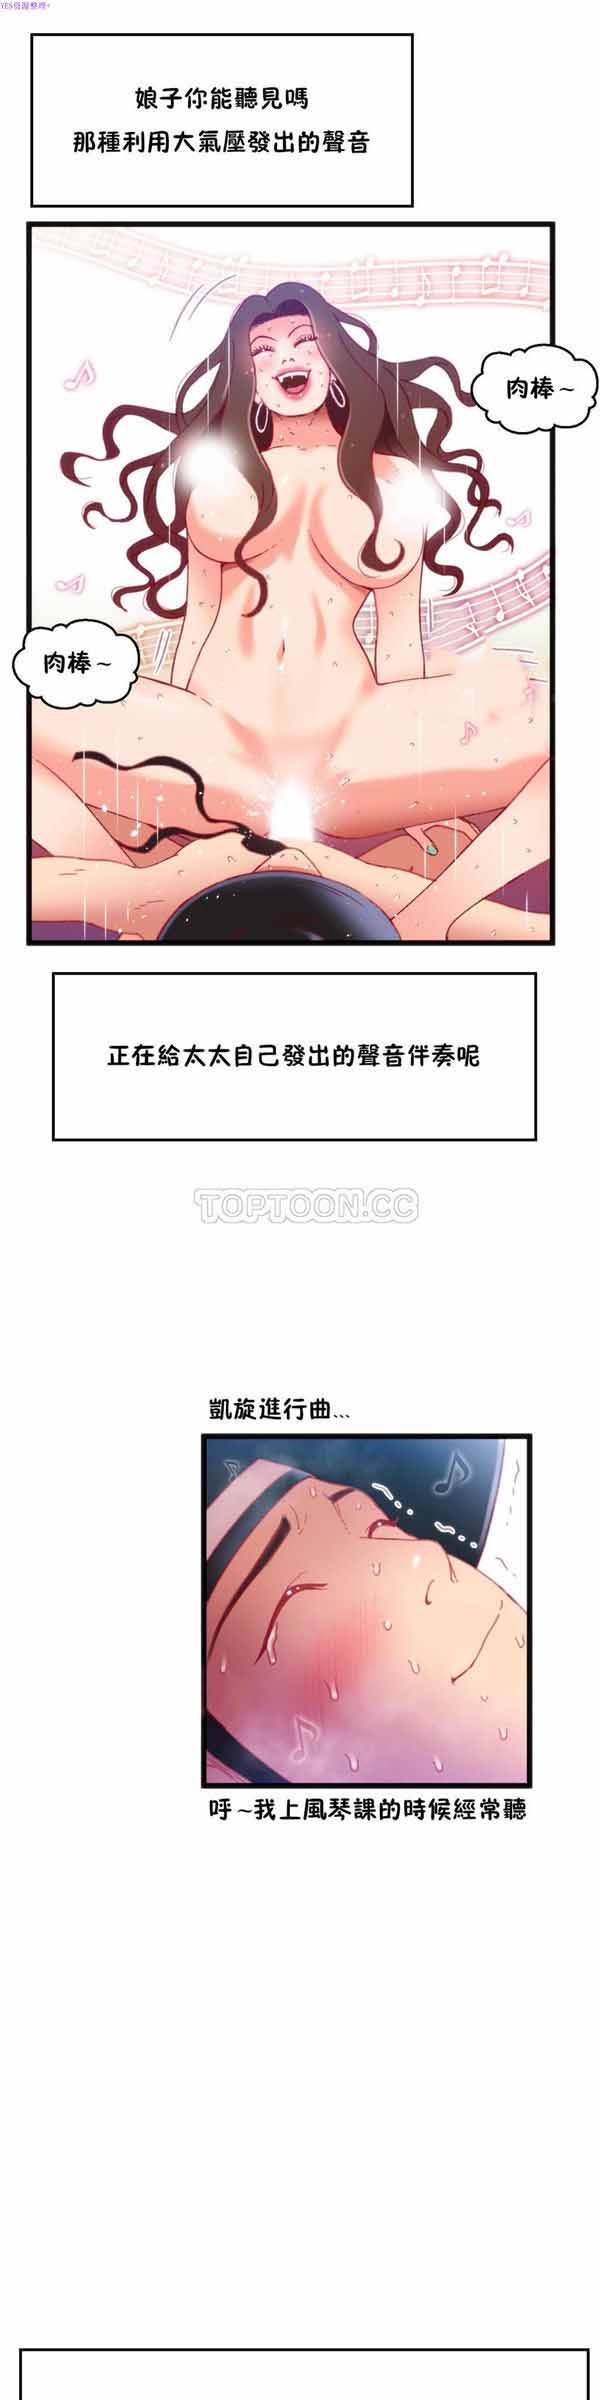 YES資源整理+
娘子你能聽見嗎
那種利用大氣壓發出的聲音
肉棒~
肉棒~
正在給太太自己發出的聲音伴奏呢
TOPTOON.CC
凱旋進行曲...
呼~我上風琴課的時候經常聽